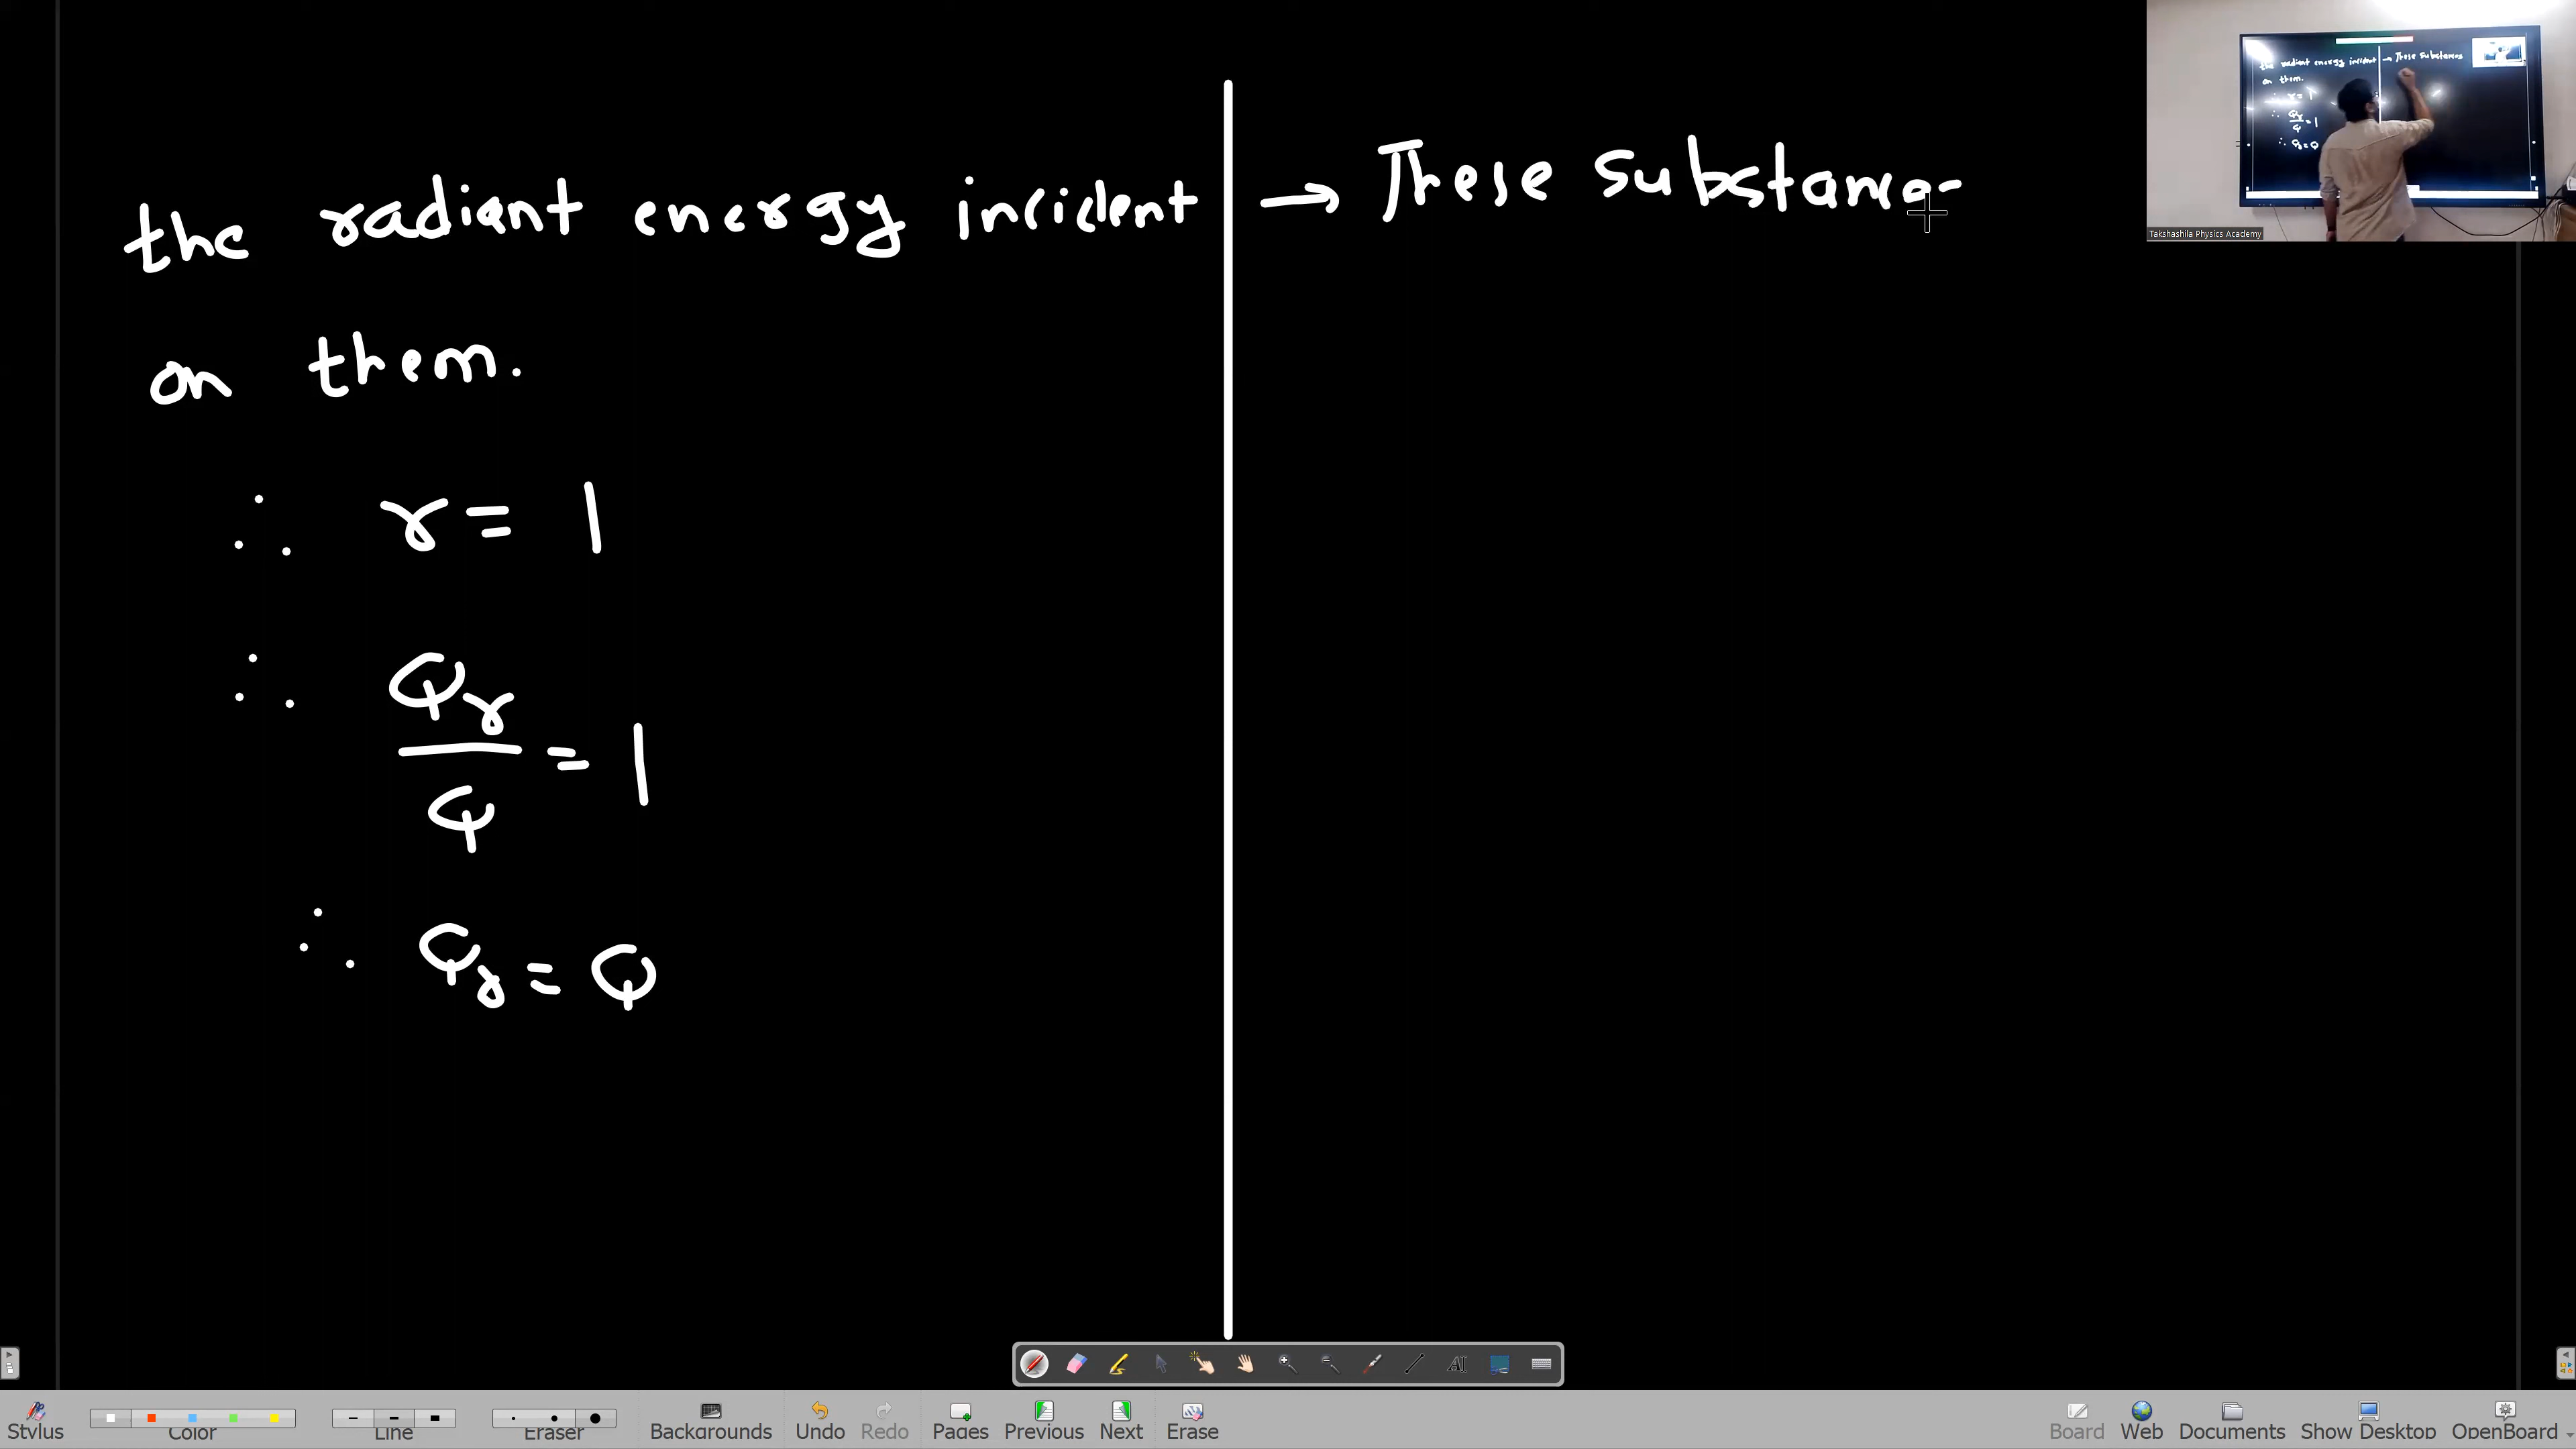 the radiant energy incident
on them.
∴ r = 1
∴ Qr/Q = 1
∴ Qr = Q
→ These Substance
Takshashila Physics Academy
Stylus
Color
Line
Eraser
Backgrounds
Undo
Redo
Pages
Previous
Next
Erase
Board
Web
Documents
Show Desktop
OpenBoard